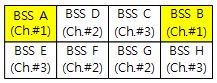 BSS A BSS D BSS C BSS B
(Ch.#1) (Ch.#2) (Ch.#3) (Ch.#1)
BSS E BSS F BSS G BSS H
(Ch.#3) (Ch.#2) (Ch.#2) (Ch.#3)